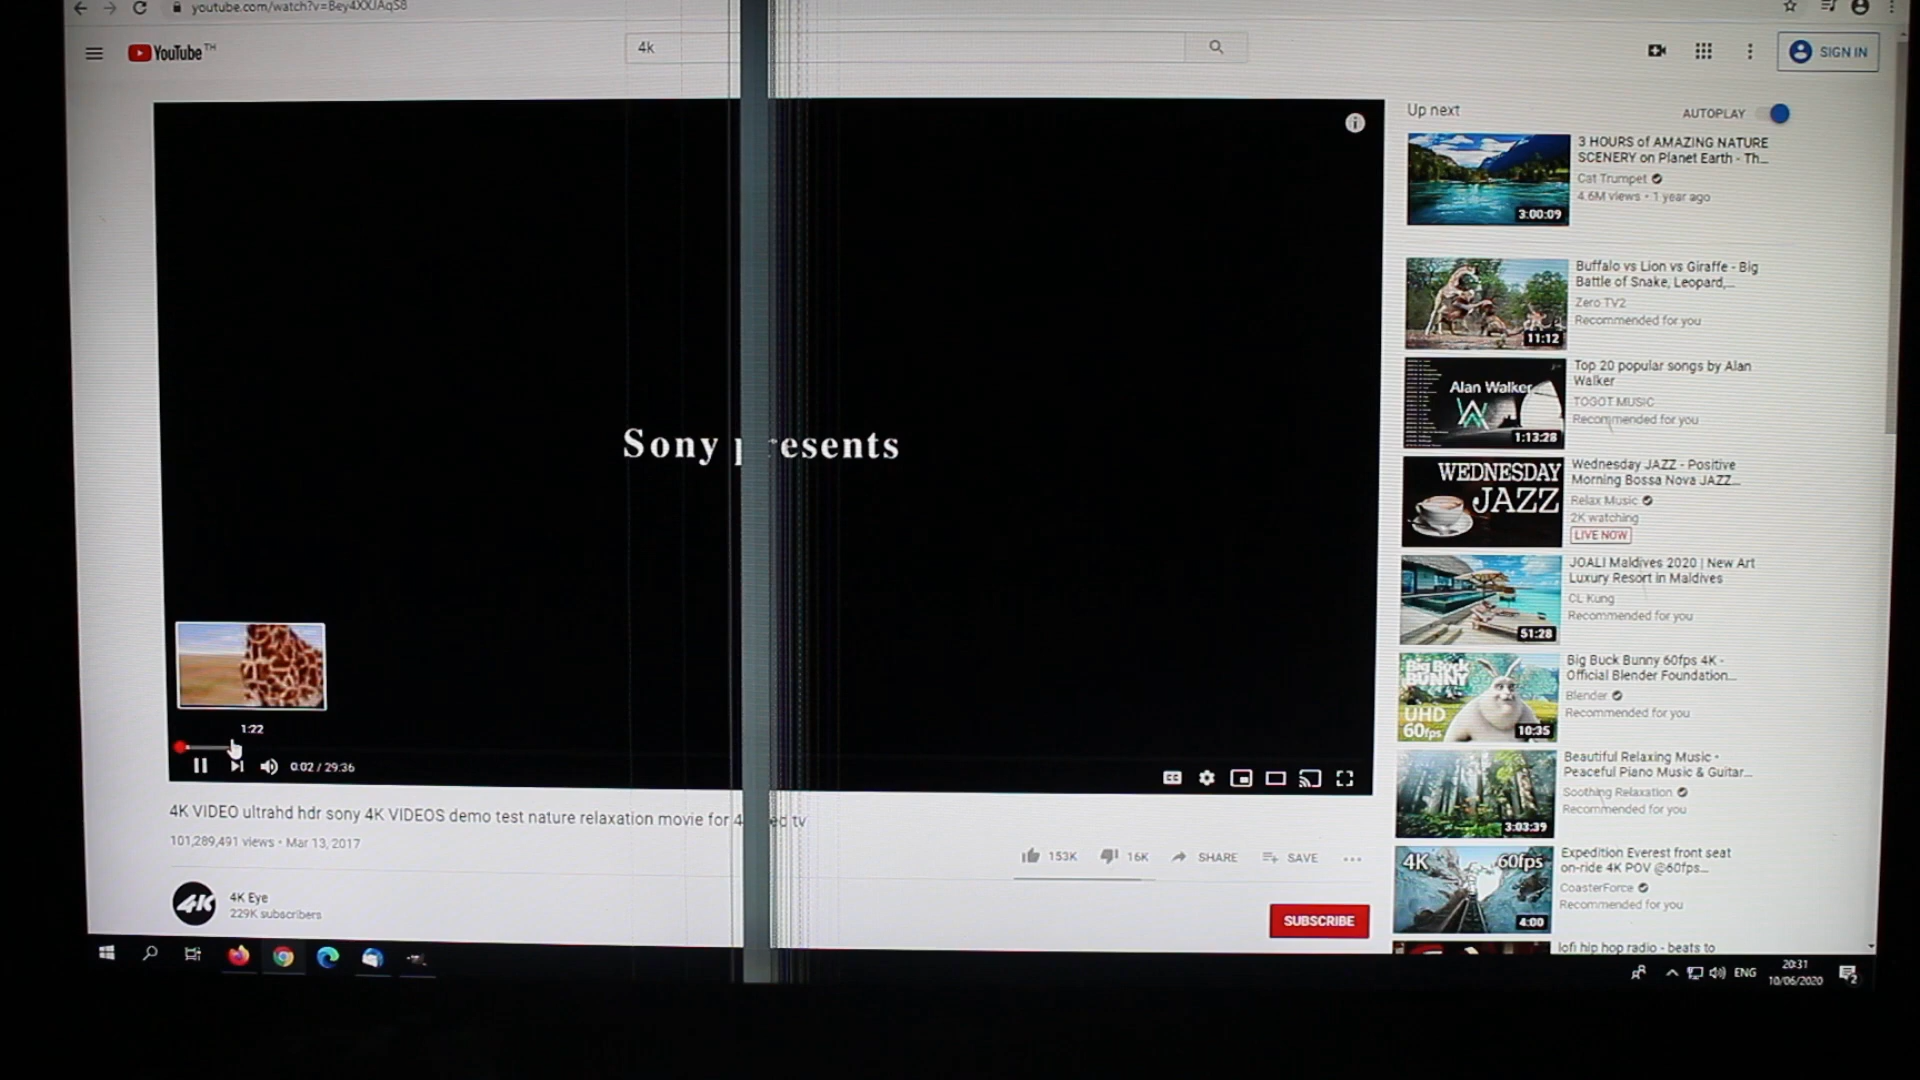 youtube.com/watch?v=Bey4XXJAqS8
YouTube TH
4k
SIGN IN
Sony presents
1:22
0:02 / 29:36
4K VIDEO ultrahd hdr sony 4K VIDEOS demo test nature relaxation movie for 4 ed tv
101,289,491 views • Mar 13, 2017
153K
16K
SHARE
SAVE
4K
4K Eye
229K subscribers
SUBSCRIBE
Up next
AUTOPLAY
3:00:09
3 HOURS of AMAZING NATURE
SCENERY on Planet Earth - Th...
Cat Trumpet
4.6M views • 1 year ago
11:12
Buffalo vs Lion vs Giraffe - Big
Battle of Snake, Leopard,...
Zero TV2
Recommended for you
Alan Walker
1:13:28
Top 20 popular songs by Alan
Walker
TOGOT MUSIC
Recommended for you
WEDNESDAY
JAZZ
Wednesday JAZZ - Positive
Morning Bossa Nova JAZZ...
Relax Music
2K watching
LIVE NOW
51:28
JOALI Maldives 2020 | New Art
Luxury Resort in Maldives
CL Kung
Recommended for you
Big Buck
BUNNY
UHD
60fps
10:35
Big Buck Bunny 60fps 4K -
Official Blender Foundation...
Blender
Recommended for you
3:03:39
Beautiful Relaxing Music •
Peaceful Piano Music & Guitar...
Soothing Relaxation
Recommended for you
4K
60fps
4:00
Expedition Everest front seat
on-ride 4K POV @60fps...
CoasterForce
Recommended for you
lofi hip hop radio - beats to
ENG
20:31
10/06/2020
2